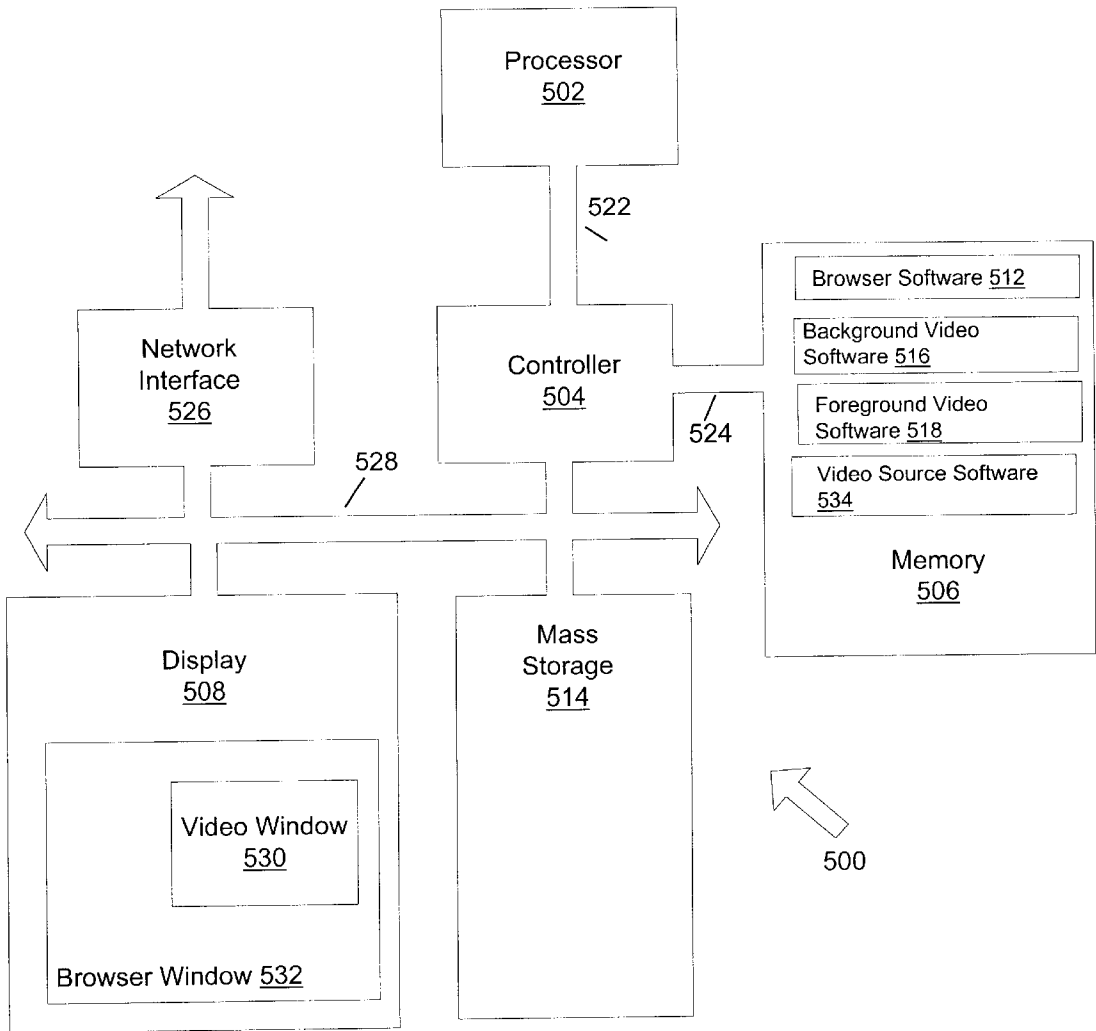 Processor
502
522
Browser Software 512
Background Video
Software 516
Foreground Video
Software 518
Video Source Software
534
Memory
506
Network
Interface
526
Controller
504
524
528
Display
508
Video Window
530
Browser Window 532
Mass
Storage
514
500